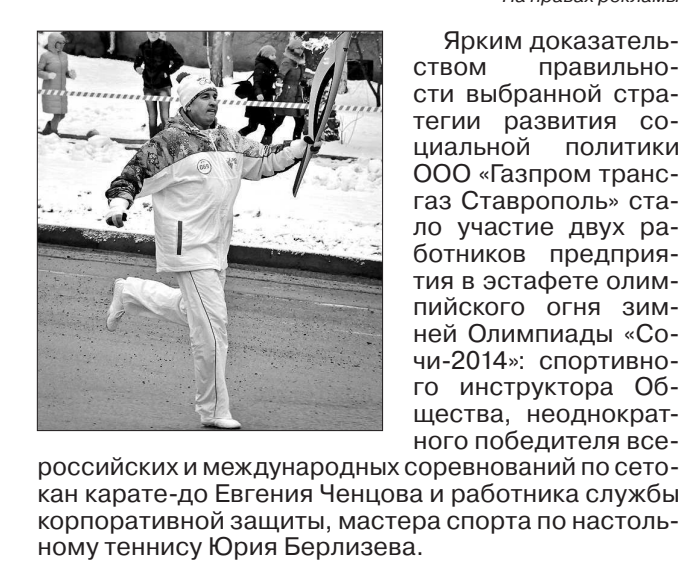 На правах рекламы
Ярким доказатель-
ством правильно-
сти выбранной стра-
тегии развития со-
циальной политики
ООО «Газпром транс-
газ Ставрополь» ста-
ло участие двух ра-
ботников предприя-
тия в эстафете олим-
пийского огня зим-
ней Олимпиады «Со-
чи-2014»: спортивно-
го инструктора Об-
щества, неоднократ-
ного победителя все-
российских и международных соревнований по сето-
кан карате-до Евгения Ченцова и работника службы
корпоративной защиты, мастера спорта по настоль-
ному теннису Юрия Берлизева.